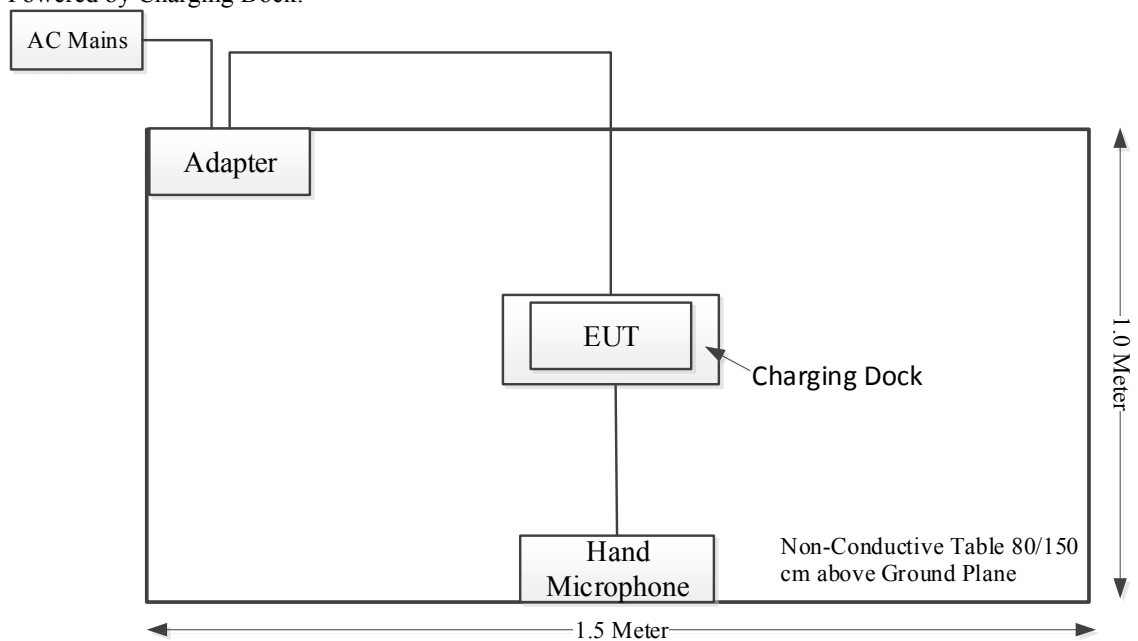 Powered by Charging Dock:
AC Mains
Adapter
EUT
Charging Dock
1.0 Meter
Hand
Microphone
Non-Conductive Table 80/150
cm above Ground Plane
1.5 Meter